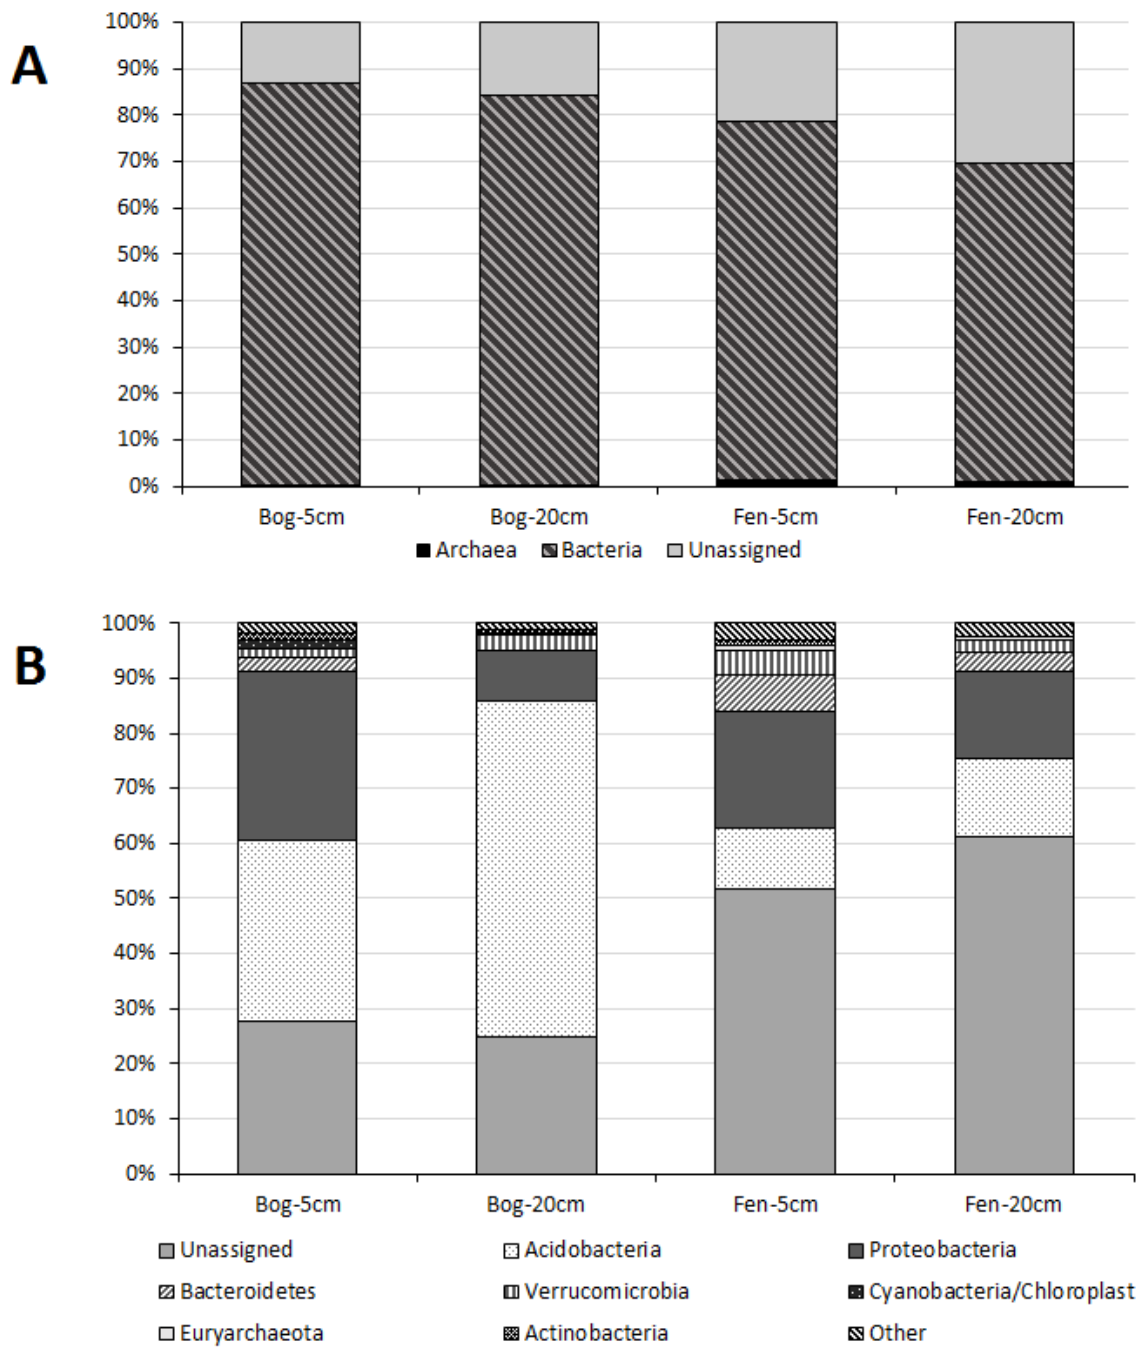 A
100%
90%
80%
70%
60%
50%
40%
30%
20%
10%
0%
Bog-5cm Bog-20cm Fen-5cm Fen-20cm
Archaea Bacteria Unassigned
B
100%
90%
80%
70%
60%
50%
40%
30%
20%
10%
0%
Bog-5cm Bog-20cm Fen-5cm Fen-20cm
Unassigned Acidobacteria Proteobacteria
Bacteroidetes Verrucomicrobia Cyanobacteria/Chloroplast
Euryarchaeota Actinobacteria Other